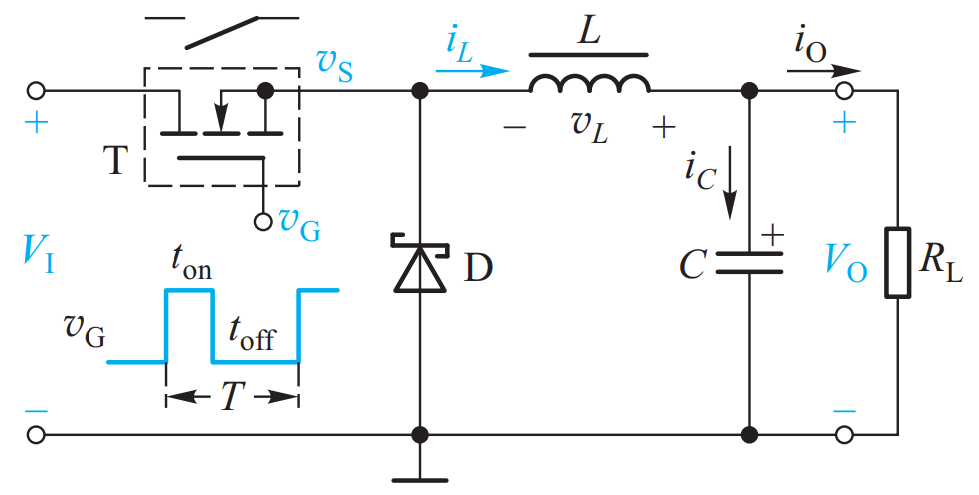 v_S
i_L
L
i_O
+
− v_L +
+
T
i_C
v_G
+
V_I
t_on
D
C
V_O
R_L
v_G
t_off
T
−
−